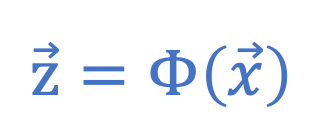 z⃗ = Φ(x⃗)